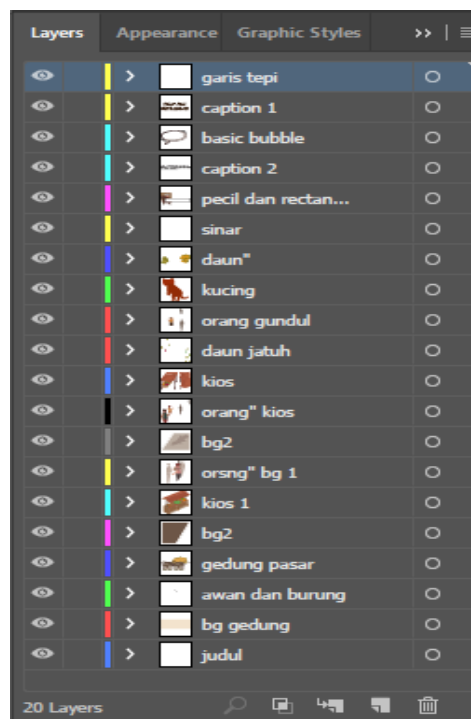 Layers Appearance Graphic Styles >>
garis tepi
caption 1
basic bubble
caption 2
pecil dan rectan...
sinar
daun"
kucing
orang gundul
daun jatuh
kios
orang" kios
bg2
orsng" bg 1
kios 1
bg2
gedung pasar
awan dan burung
bg gedung
judul
20 Layers